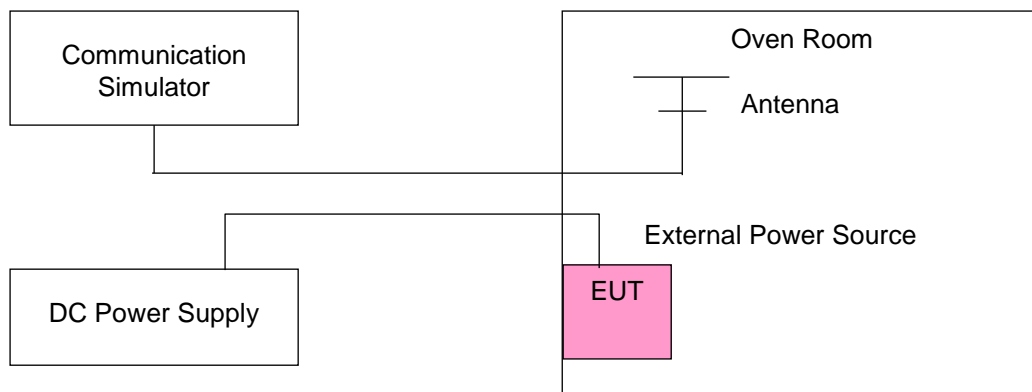 Communication
Simulator
Oven Room
Antenna
External Power Source
EUT
DC Power Supply